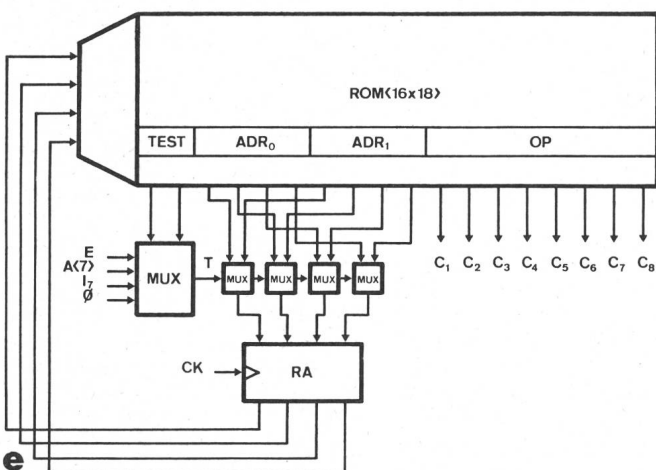 ROM(16x18)
TEST ADR₀ ADR₁ OP
E
A(7)
I₇
Ø
MUX
T
MUX MUX MUX MUX
C₁ C₂ C₃ C₄ C₅ C₆ C₇ C₈
CK
RA
e